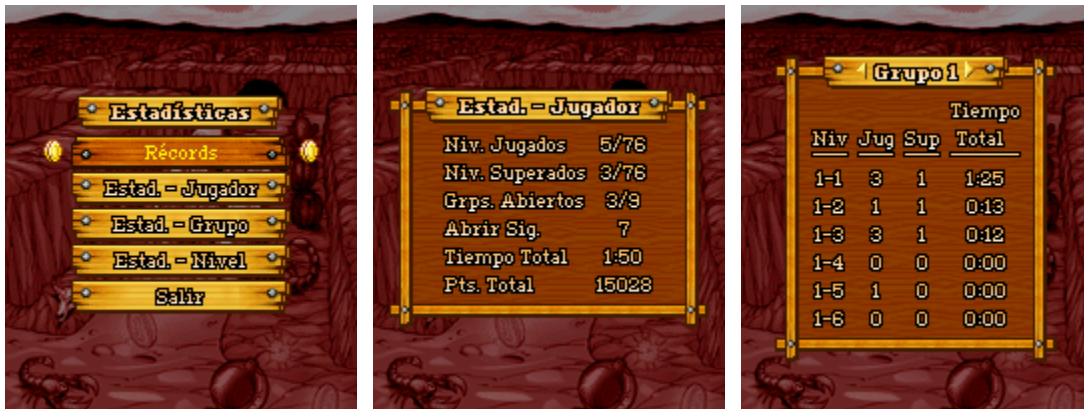 Estadísticas
Récords
Estad. - Jugador
Estad. - Grupo
Estad. - Nivel
Salir
Estad. - Jugador
Niv. Jugados 5/76
Niv. Superados 3/76
Grps. Abiertos 3/9
Abrir Sig. 7
Tiempo Total 1:50
Pts. Total 15028
Grupo 1
Tiempo
Niv Jug Sup Total
1-1 3 1 1:25
1-2 1 1 0:13
1-3 3 1 0:12
1-4 0 0 0:00
1-5 1 0 0:00
1-6 0 0 0:00